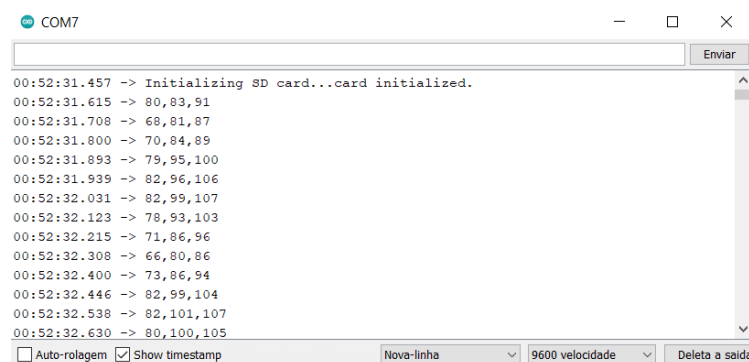 COM7
Enviar
00:52:31.457 -> Initializing SD card...card initialized.
00:52:31.615 -> 80,83,91
00:52:31.708 -> 68,81,87
00:52:31.800 -> 70,84,89
00:52:31.893 -> 79,95,100
00:52:31.939 -> 82,96,106
00:52:32.031 -> 82,99,107
00:52:32.123 -> 78,93,103
00:52:32.215 -> 71,86,96
00:52:32.308 -> 66,80,86
00:52:32.400 -> 73,86,94
00:52:32.446 -> 82,99,104
00:52:32.538 -> 82,101,107
00:52:32.630 -> 80,100,105
Auto-rolagem Show timestamp Nova-linha 9600 velocidade Deleta a saída